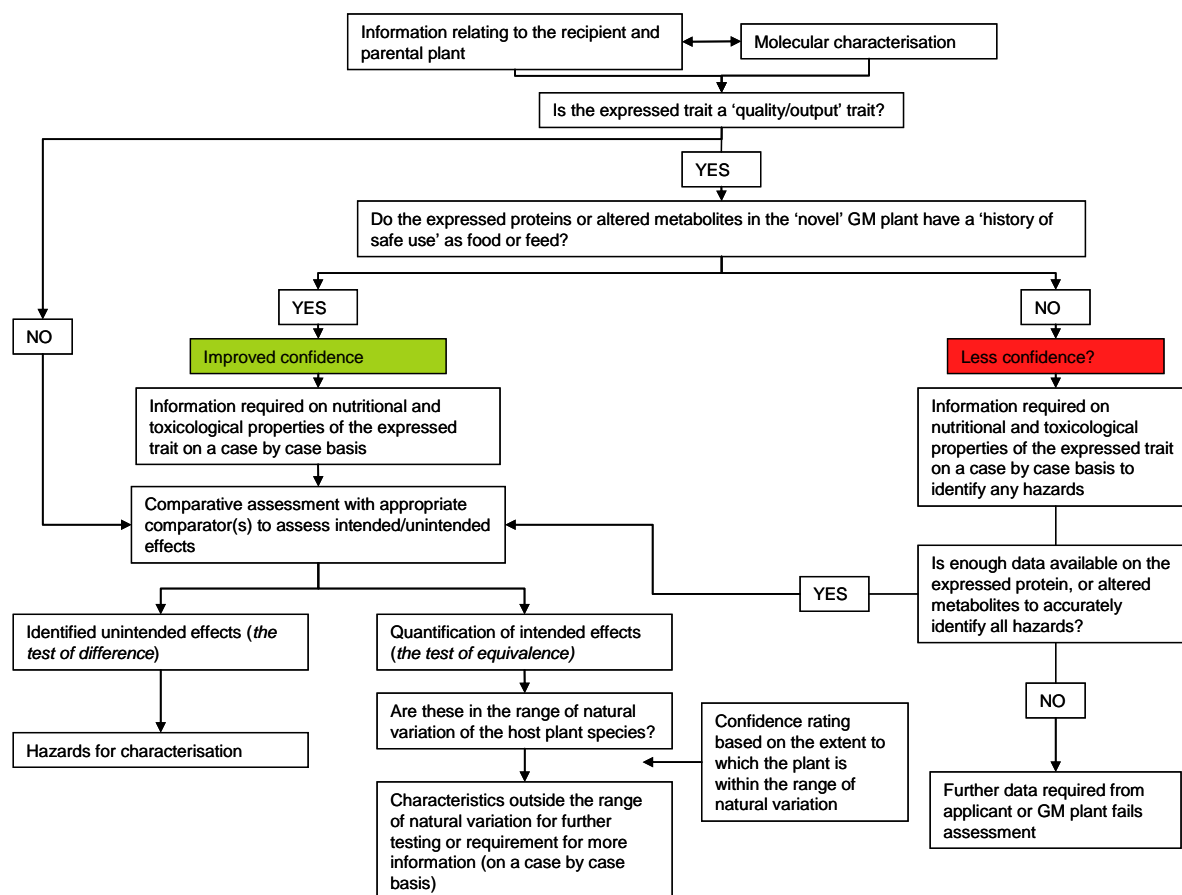 Information relating to the recipient and
parental plant
Molecular characterisation
Is the expressed trait a ‘quality/output’ trait?
YES
Do the expressed proteins or altered metabolites in the ‘novel’ GM plant have a ‘history of
safe use’ as food or feed?
YES
NO
NO
Improved confidence
Less confidence?
Information required on nutritional and
toxicological properties of the expressed
trait on a case by case basis
Information required on
nutritional and toxicological
properties of the expressed trait
on a case by case basis to
identify any hazards
Comparative assessment with appropriate
comparator(s) to assess intended/unintended
effects
YES
Is enough data available on the
expressed protein, or altered
metabolites to accurately
identify all hazards?
Identified unintended effects (the
test of difference)
Quantification of intended effects
(the test of equivalence)
NO
Hazards for characterisation
Are these in the range of natural
variation of the host plant species?
Confidence rating
based on the extent to
which the plant is
within the range of
natural variation
Characteristics outside the range
of natural variation for further
testing or requirement for more
information (on a case by case
basis)
Further data required from
applicant or GM plant fails
assessment